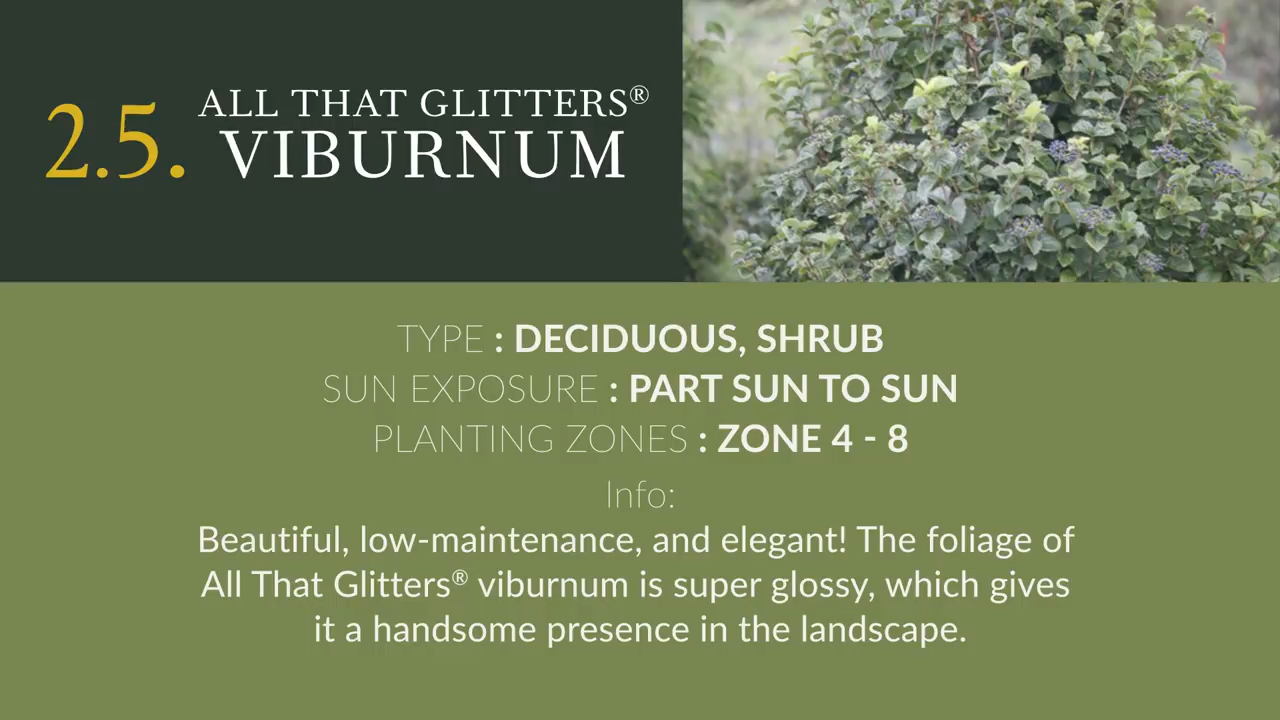 2.5.
ALL THAT GLITTERS®
VIBURNUM
TYPE : DECIDUOUS, SHRUB
SUN EXPOSURE : PART SUN TO SUN
PLANTING ZONES : ZONE 4 - 8
Info:
Beautiful, low-maintenance, and elegant! The foliage of
All That Glitters® viburnum is super glossy, which gives
it a handsome presence in the landscape.